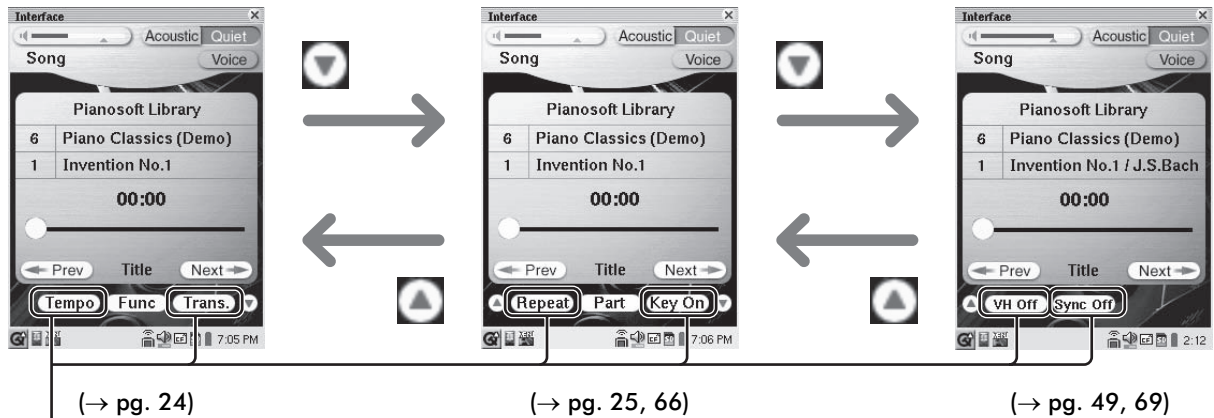 Interface ×
Acoustic Quiet
Song Voice
Pianosoft Library
6 Piano Classics (Demo)
1 Invention No.1
00:00
Prev Title Next
Tempo Func Trans.
7:05 PM
(→ pg. 24)
Interface ×
Acoustic Quiet
Song Voice
Pianosoft Library
6 Piano Classics (Demo)
1 Invention No.1
00:00
Prev Title Next
Repeat Part Key On
7:06 PM
(→ pg. 25, 66)
Interface ×
Acoustic Quiet
Song Voice
Pianosoft Library
6 Piano Classics (Demo)
1 Invention No.1 / J.S.Bach
00:00
Prev Title Next
VH Off Sync Off
2:12
(→ pg. 49, 69)